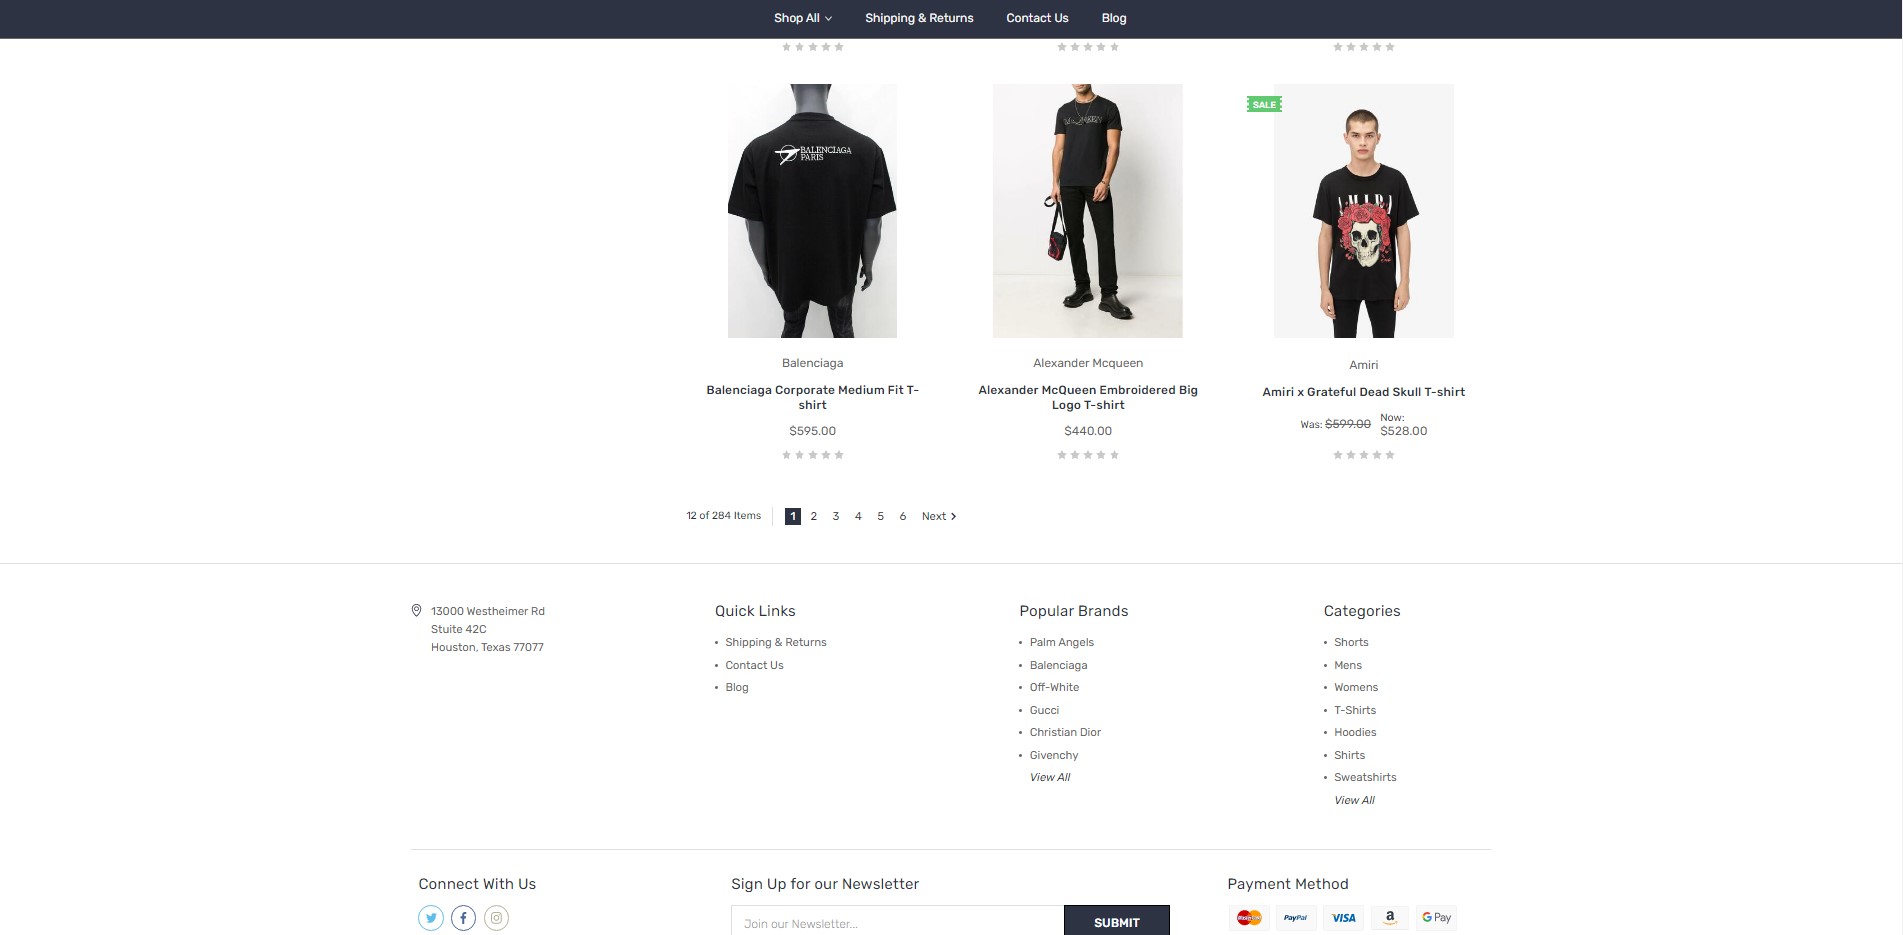 Shop All
Shipping & Returns
Contact Us
Blog
BALENCIAGA
PARIS
McQUEEN
SALE
AMIRI
Balenciaga
Alexander Mcqueen
Amiri
Balenciaga Corporate Medium Fit T-
shirt
Alexander McQueen Embroidered Big
Logo T-shirt
Amiri x Grateful Dead Skull T-shirt
$595.00
$440.00
Was: $599.00
Now:
$528.00
12 of 284 Items
1 2 3 4 5 6 Next
13000 Westheimer Rd
Stuite 42C
Houston, Texas 77077
Quick Links
Shipping & Returns
Contact Us
Blog
Popular Brands
Palm Angels
Balenciaga
Off-White
Gucci
Christian Dior
Givenchy
View All
Categories
Shorts
Mens
Womens
T-Shirts
Hoodies
Shirts
Sweatshirts
View All
Connect With Us
Sign Up for our Newsletter
Join our Newsletter...
SUBMIT
Payment Method
MasterCard
PayPal
VISA
a
G Pay